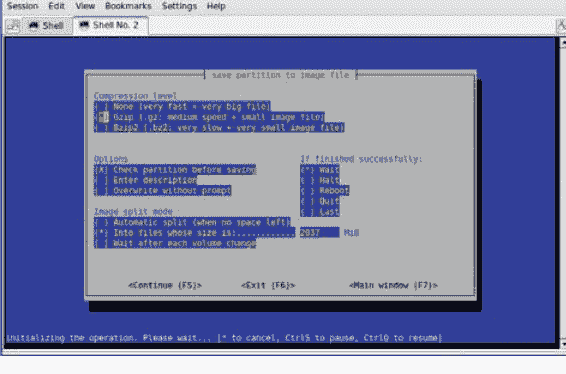 Session Edit View Bookmarks Settings Help
Shell Shell No. 2
save partition to image file
Compression level
( ) None (very fast + very big file)
(*) Gzip (.gz: medium speed + small image file)
( ) Bzip2 (.bz2: very slow + very small image file)
Options If finished successfully:
[X] Check partition before saving (*) Wait
[ ] Enter description ( ) Halt
[ ] Overwrite without prompt ( ) Reboot
( ) Quit
Image split mode ( ) Last
( ) Automatic split (when no space left)
(*) Into files whose size is:............ 2037 MiB
[ ] Wait after each volume change
<Continue (F5)> <Exit (F6)> <Main window (F7)>
initializing the operation. Please wait... [^ to cancel, CtrlS to pause, CtrlQ to resume]